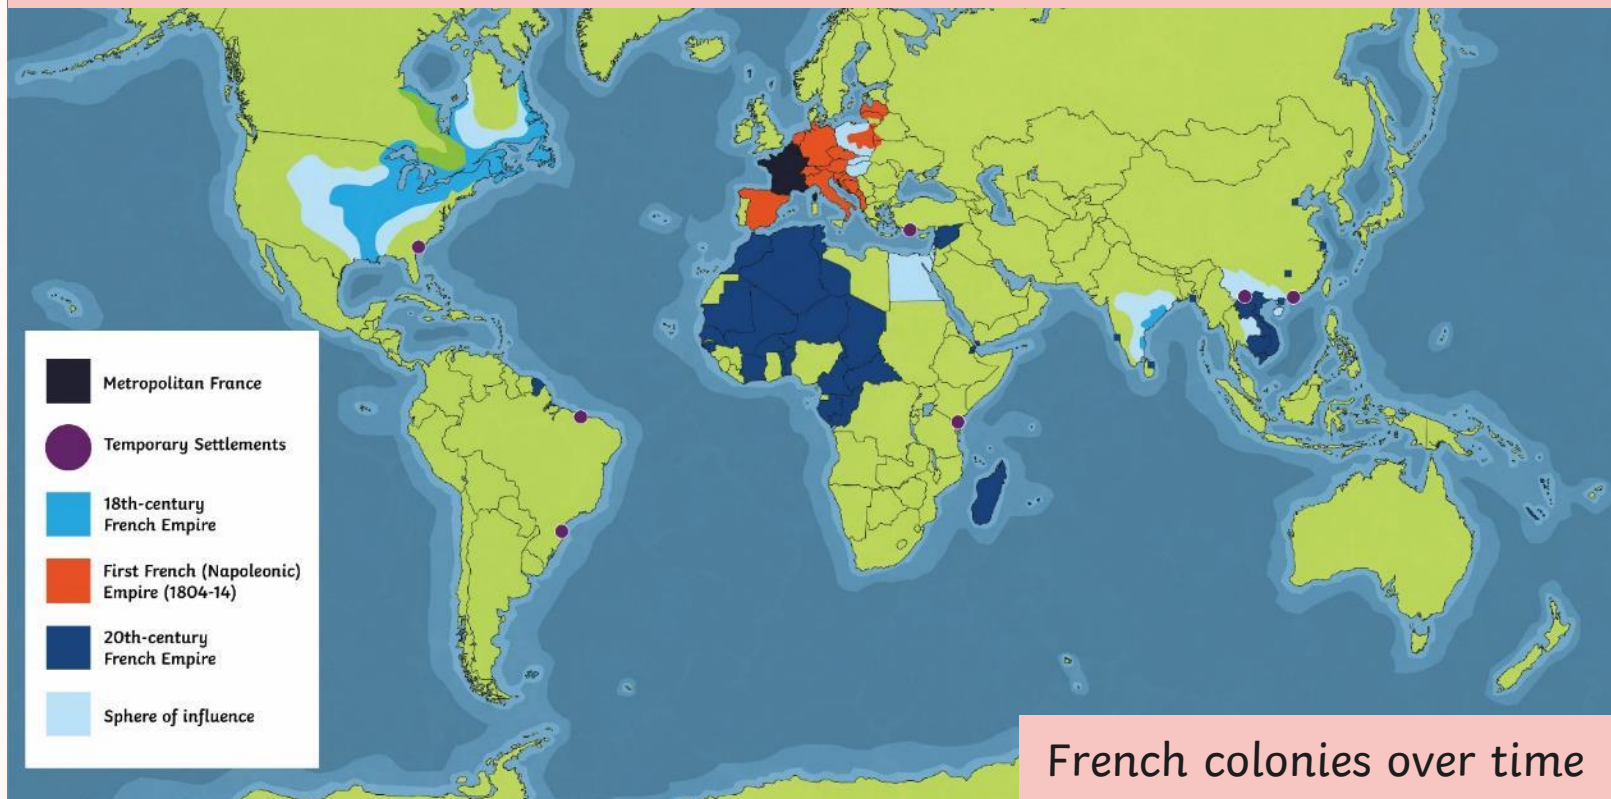 Metropolitan France
Temporary Settlements
18th-century
French Empire
First French (Napoleonic)
Empire (1804-14)
20th-century
French Empire
Sphere of influence
French colonies over time